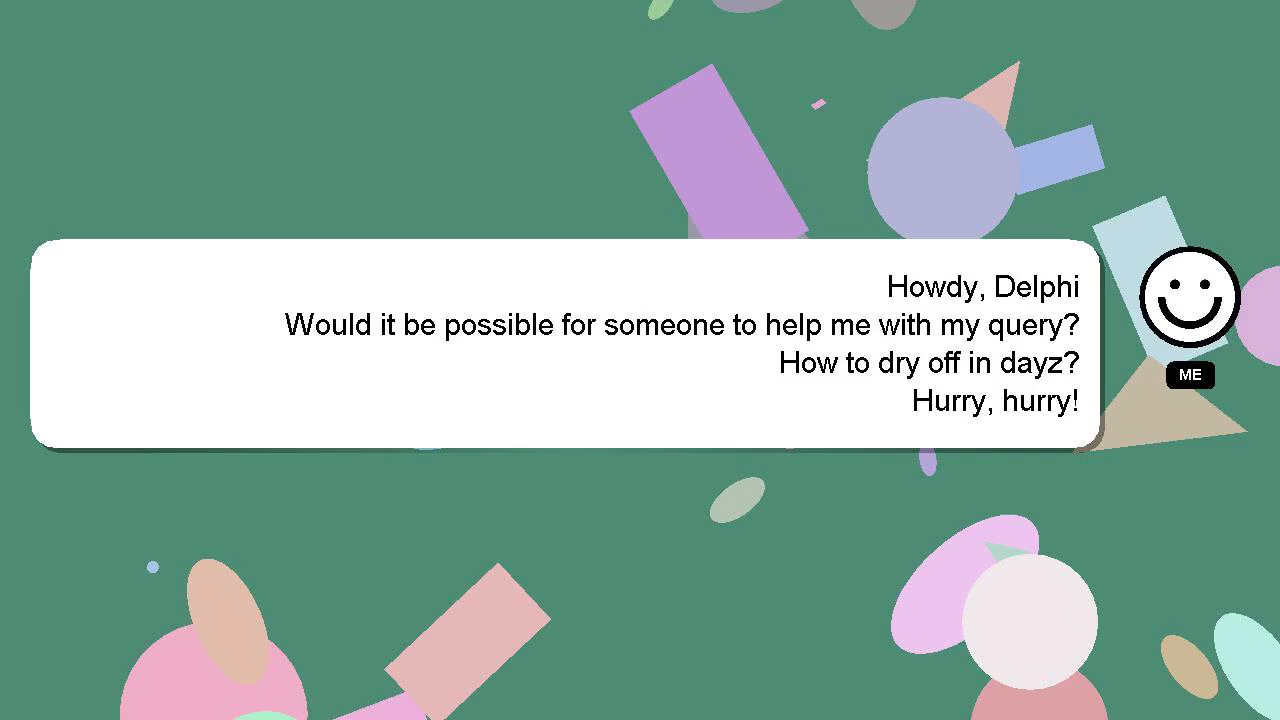 Howdy, Delphi
Would it be possible for someone to help me with my query?
How to dry off in dayz?
Hurry, hurry!
ME